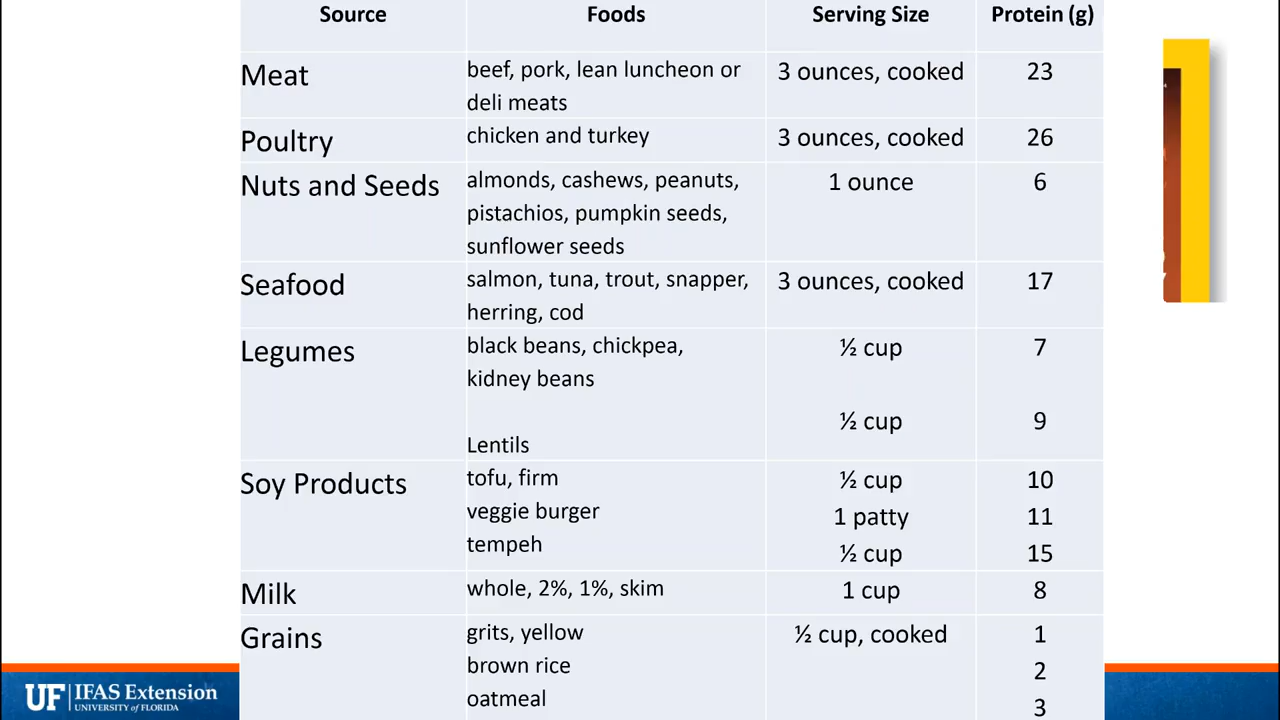 Source Foods Serving Size Protein (g)
Meat beef, pork, lean luncheon or 3 ounces, cooked 23
deli meats
Poultry chicken and turkey 3 ounces, cooked 26
Nuts and Seeds almonds, cashews, peanuts, 1 ounce 6
pistachios, pumpkin seeds,
sunflower seeds
Seafood salmon, tuna, trout, snapper, 3 ounces, cooked 17
herring, cod
Legumes black beans, chickpea, ½ cup 7
kidney beans
½ cup 9
Lentils
Soy Products tofu, firm ½ cup 10
veggie burger 1 patty 11
tempeh ½ cup 15
Milk whole, 2%, 1%, skim 1 cup 8
Grains grits, yellow ½ cup, cooked 1
brown rice 2
oatmeal 3
UF IFAS Extension
UNIVERSITY of FLORIDA